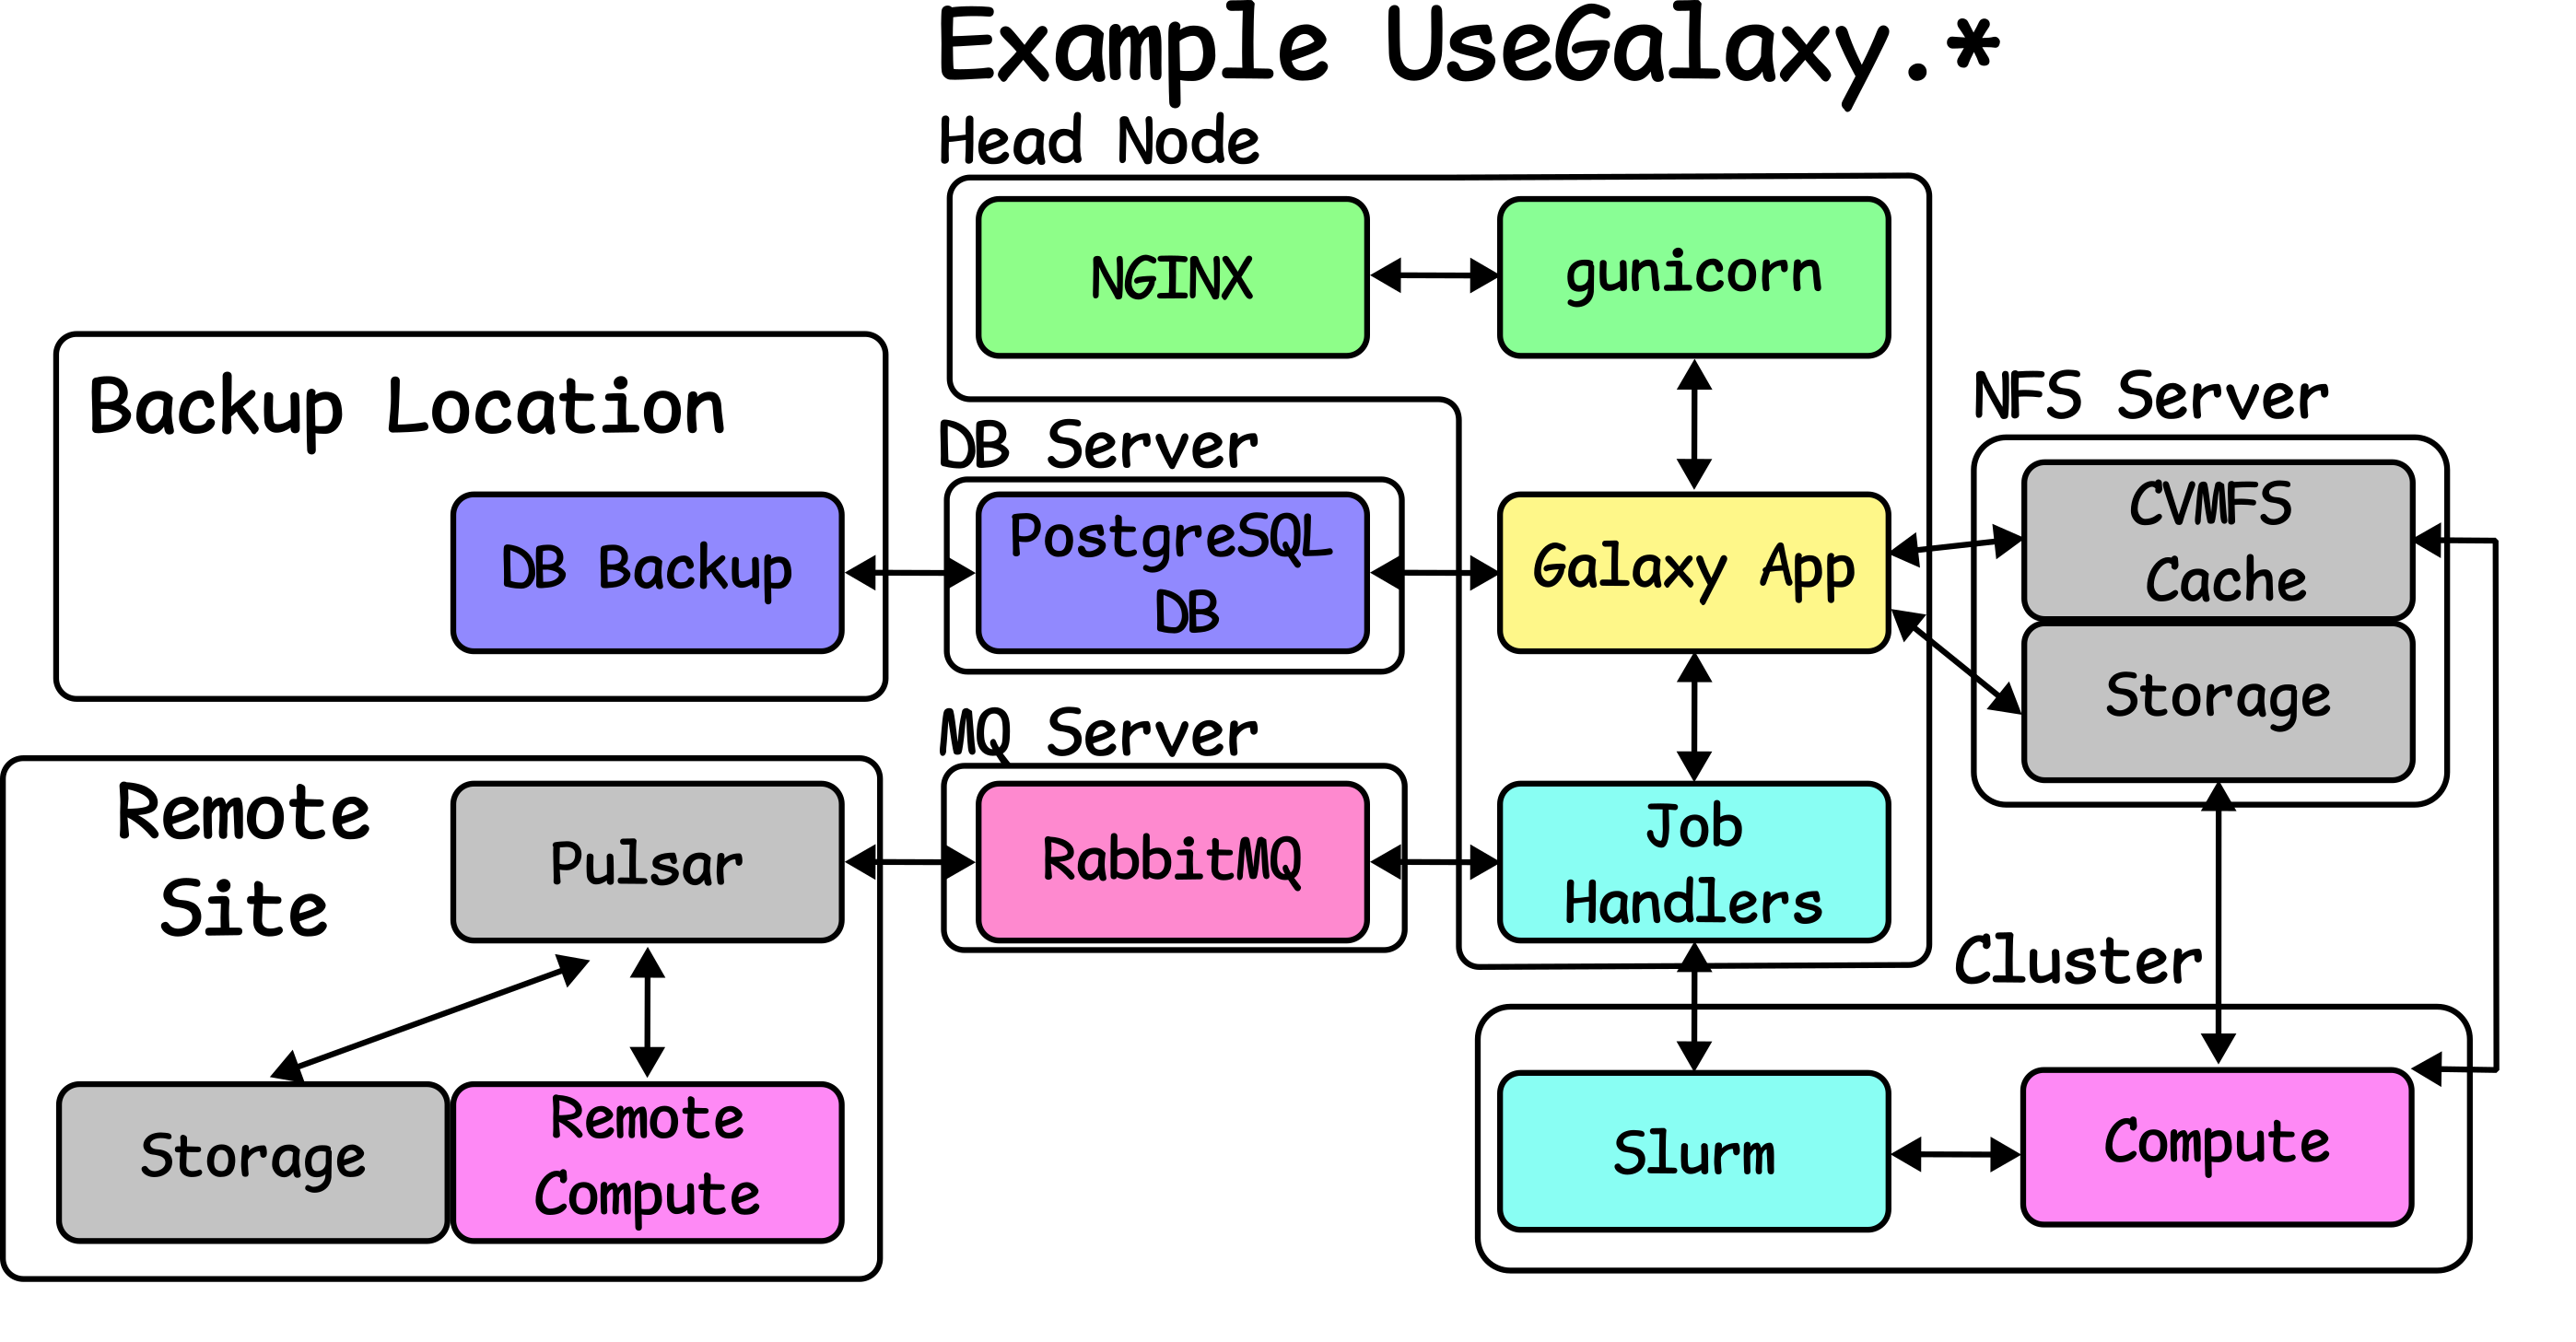 Example UseGalaxy.*
Head Node
NGINX
gunicorn
Backup Location
DB Backup
DB Server
PostgreSQL
DB
Galaxy App
NFS Server
CVMFS
Cache
Storage
Remote
Site
Pulsar
MQ Server
RabbitMQ
Job
Handlers
Storage
Remote
Compute
Cluster
Slurm
Compute